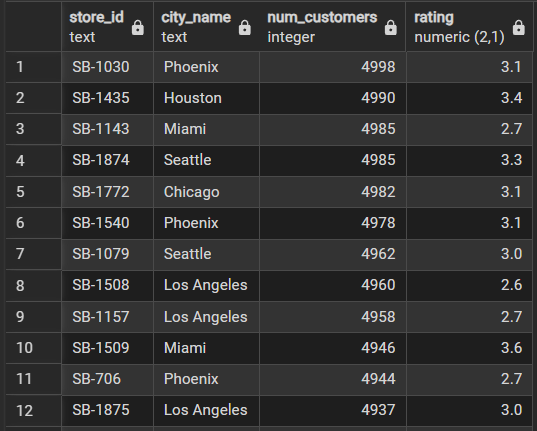 store_id city_name num_customers rating
text text integer numeric (2,1)
1 SB-1030 Phoenix 4998 3.1
2 SB-1435 Houston 4990 3.4
3 SB-1143 Miami 4985 2.7
4 SB-1874 Seattle 4985 3.3
5 SB-1772 Chicago 4982 3.1
6 SB-1540 Phoenix 4978 3.1
7 SB-1079 Seattle 4962 3.0
8 SB-1508 Los Angeles 4960 2.6
9 SB-1157 Los Angeles 4958 2.7
10 SB-1509 Miami 4946 3.6
11 SB-706 Phoenix 4944 2.7
12 SB-1875 Los Angeles 4937 3.0